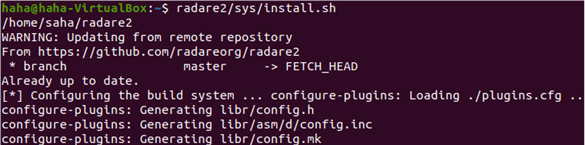 haha@haha-VirtualBox:~$ radare2/sys/install.sh
/home/saha/radare2
WARNING: Updating from remote repository
From https://github.com/radareorg/radare2
 * branch                master     -> FETCH_HEAD
Already up to date.
[*] Configuring the build system ... configure-plugins: Loading ./plugins.cfg ..
configure-plugins: Generating libr/config.h
configure-plugins: Generating libr/asm/d/config.inc
configure-plugins: Generating libr/config.mk